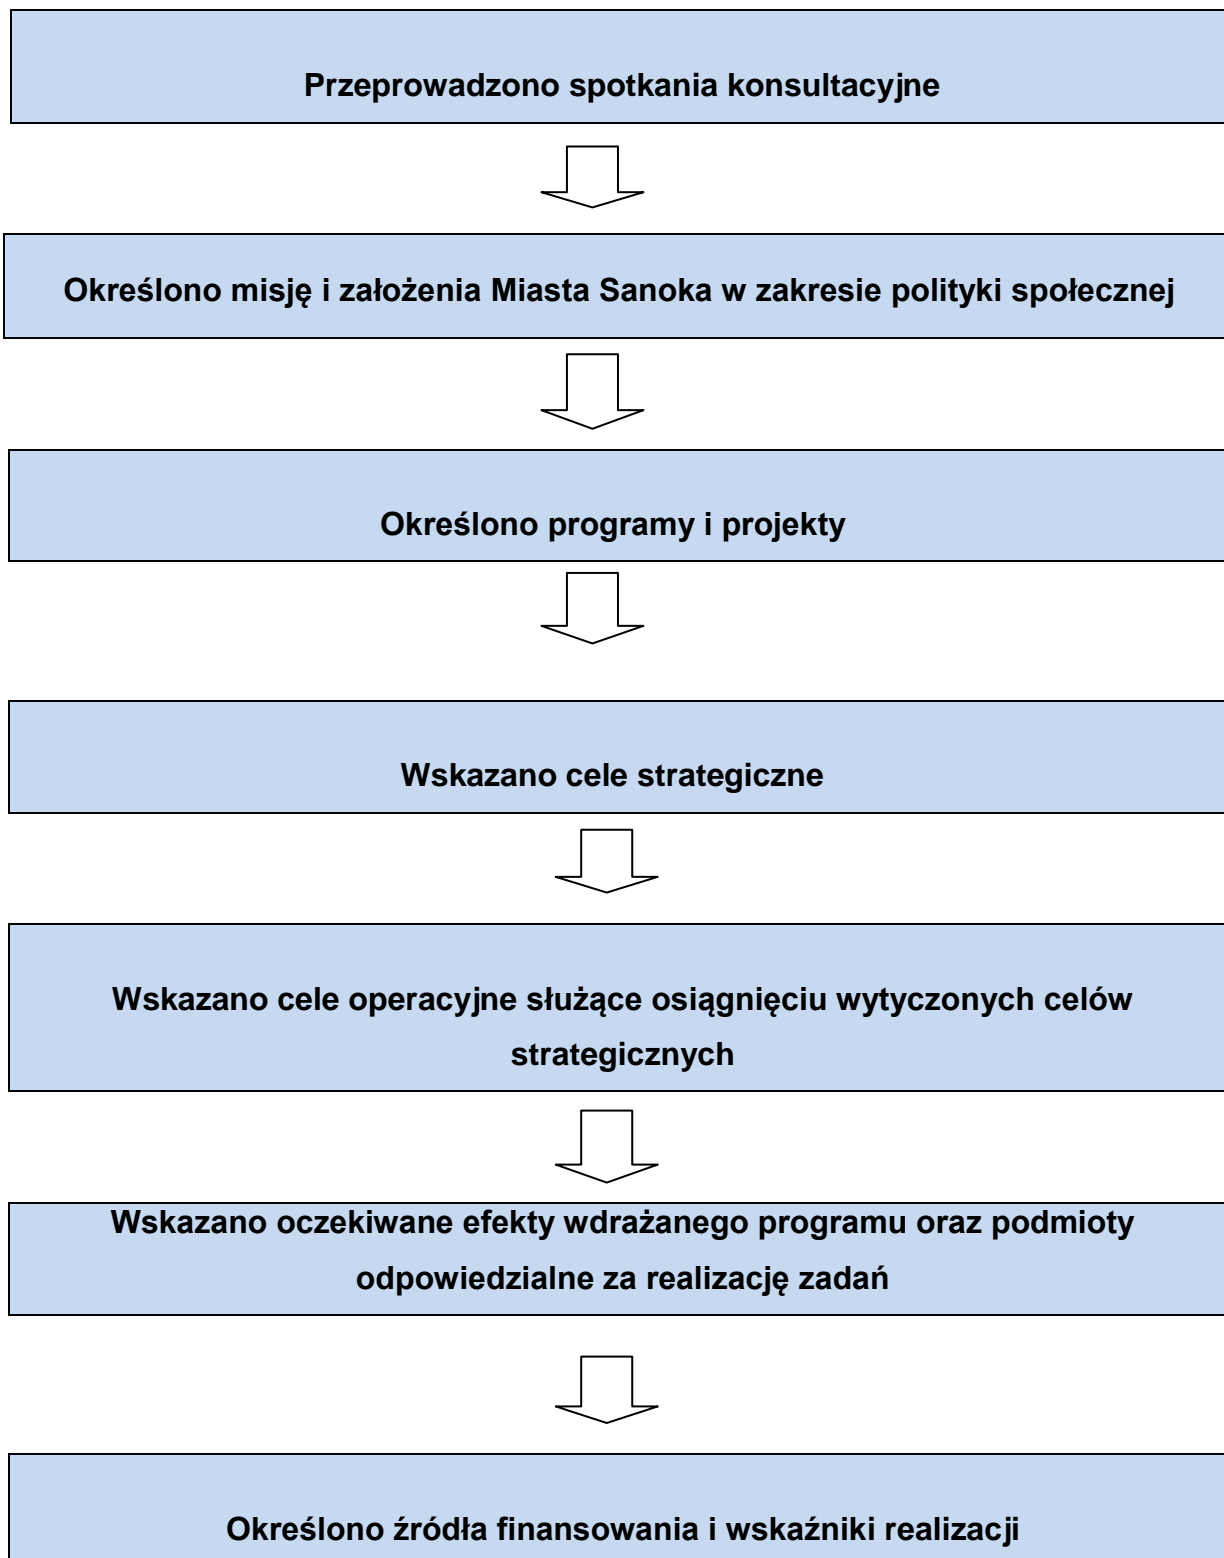 Przeprowadzono spotkania konsultacyjne
Określono misję i założenia Miasta Sanoka w zakresie polityki społecznej
Określono programy i projekty
Wskazano cele strategiczne
Wskazano cele operacyjne służące osiągnięciu wytyczonych celów
strategicznych
Wskazano oczekiwane efekty wdrażanego programu oraz podmioty
odpowiedzialne za realizację zadań
Określono źródła finansowania i wskaźniki realizacji